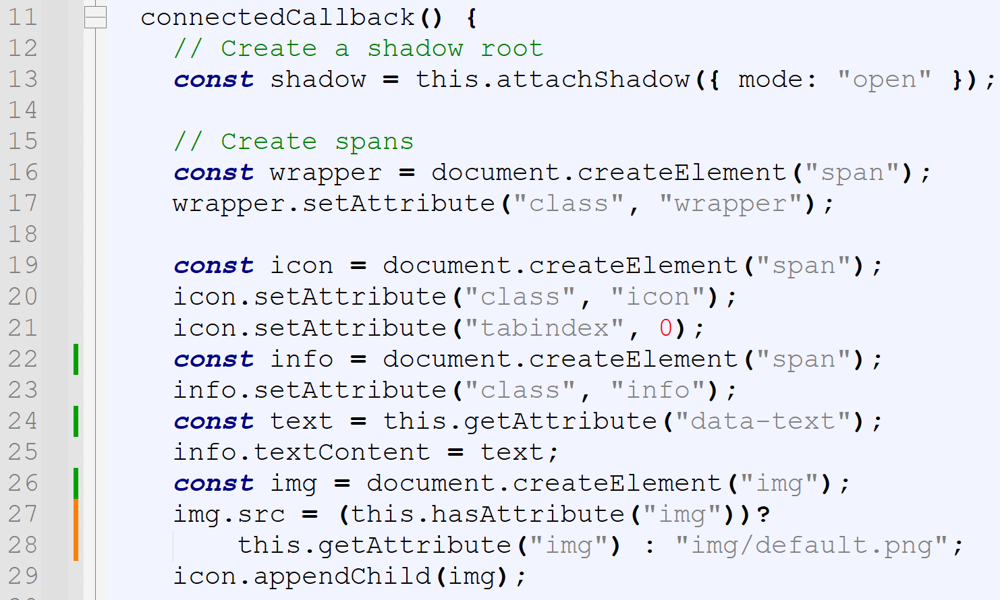 11 connectedCallback() {
12 // Create a shadow root
13 const shadow = this.attachShadow({ mode: "open" });
14
15 // Create spans
16 const wrapper = document.createElement("span");
17 wrapper.setAttribute("class", "wrapper");
18
19 const icon = document.createElement("span");
20 icon.setAttribute("class", "icon");
21 icon.setAttribute("tabindex", 0);
22 const info = document.createElement("span");
23 info.setAttribute("class", "info");
24 const text = this.getAttribute("data-text");
25 info.textContent = text;
26 const img = document.createElement("img");
27 img.src = (this.hasAttribute("img"))?
28 this.getAttribute("img") : "img/default.png";
29 icon.appendChild(img);